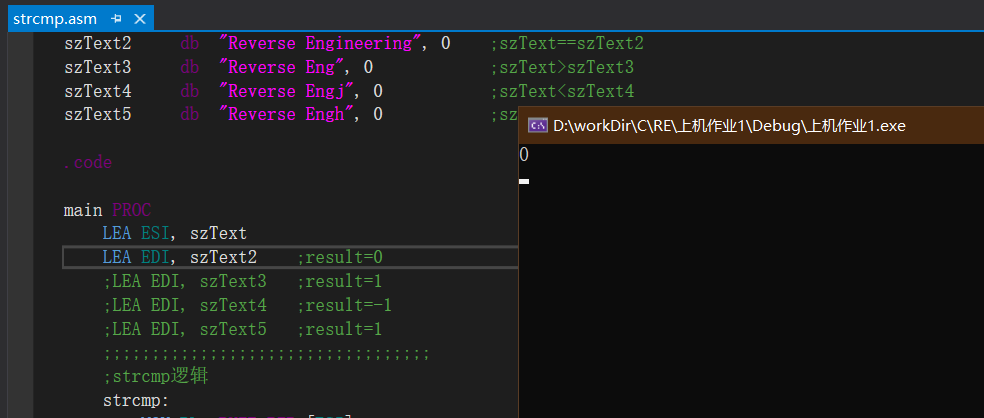 strcmp.asm
szText2 db "Reverse Engineering", 0 ;szText==szText2
szText3 db "Reverse Eng", 0 ;szText>szText3
szText4 db "Reverse Engj", 0 ;szText<szText4
szText5 db "Reverse Engh", 0 ;sz
D:\workDir\C\RE\上机作业1\Debug\上机作业1.exe
0
.code
main PROC
LEA ESI, szText
LEA EDI, szText2 ;result=0
;LEA EDI, szText3 ;result=1
;LEA EDI, szText4 ;result=-1
;LEA EDI, szText5 ;result=1
;;;;;;;;;;;;;;;;;;;;;;;;;;;;;;;;;;
;strcmp逻辑
strcmp: